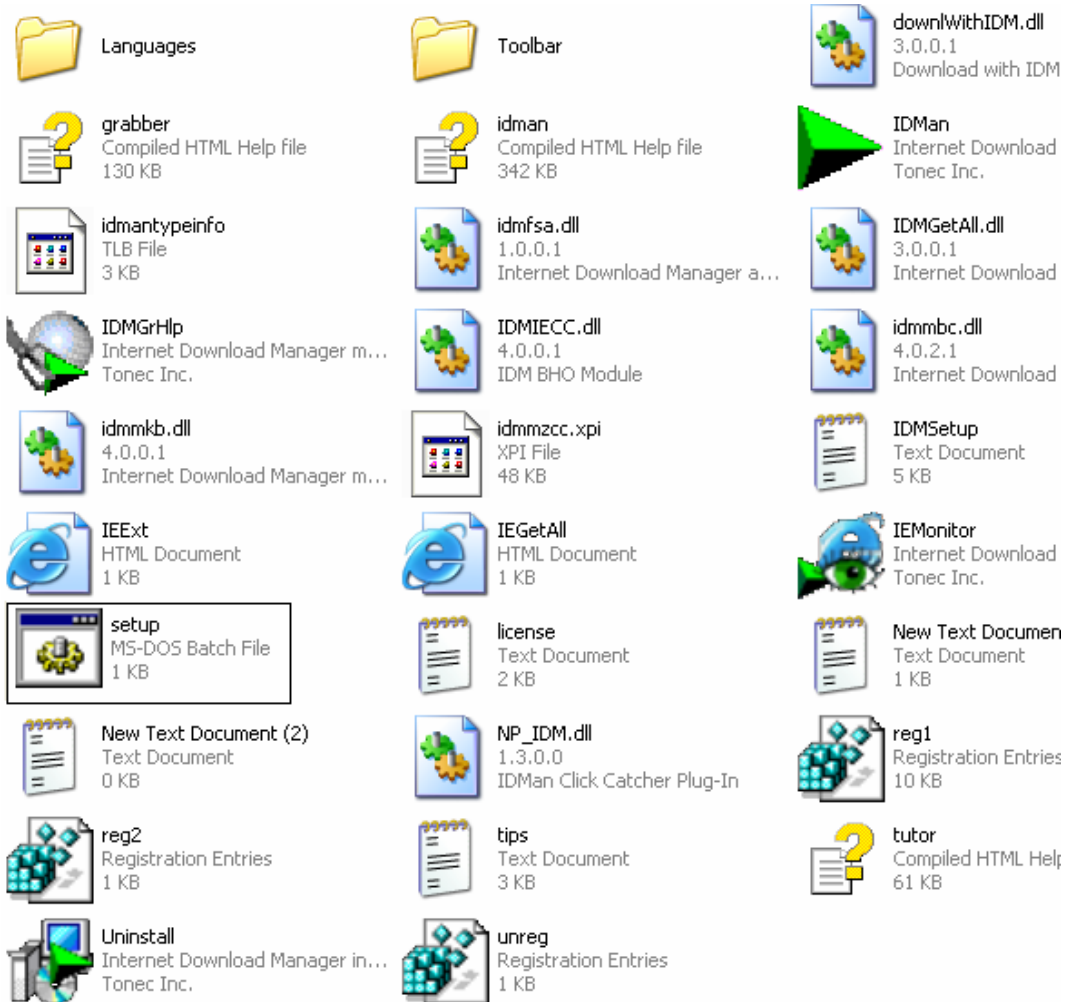 Languages
Toolbar
downlWithIDM.dll
3.0.0.1
Download with IDM
grabber
Compiled HTML Help file
130 KB
idman
Compiled HTML Help file
342 KB
IDMan
Internet Download
Tonec Inc.
idmantypeinfo
TLB File
3 KB
idmfsa.dll
1.0.0.1
Internet Download Manager a...
IDMGetAll.dll
3.0.0.1
Internet Download
IDMGrHlp
Internet Download Manager m...
Tonec Inc.
IDMIECC.dll
4.0.0.1
IDM BHO Module
idmmbc.dll
4.0.2.1
Internet Download
idmmkb.dll
4.0.0.1
Internet Download Manager m...
idmmzcc.xpi
XPI File
48 KB
IDMSetup
Text Document
5 KB
IEExt
HTML Document
1 KB
IEGetAll
HTML Document
1 KB
IEMonitor
Internet Download
Tonec Inc.
setup
MS-DOS Batch File
1 KB
license
Text Document
2 KB
New Text Documen
Text Document
1 KB
New Text Document (2)
Text Document
0 KB
NP_IDM.dll
1.3.0.0
IDMan Click Catcher Plug-In
reg1
Registration Entries
10 KB
reg2
Registration Entries
1 KB
tips
Text Document
3 KB
tutor
Compiled HTML Help
61 KB
Uninstall
Internet Download Manager in...
Tonec Inc.
unreg
Registration Entries
1 KB